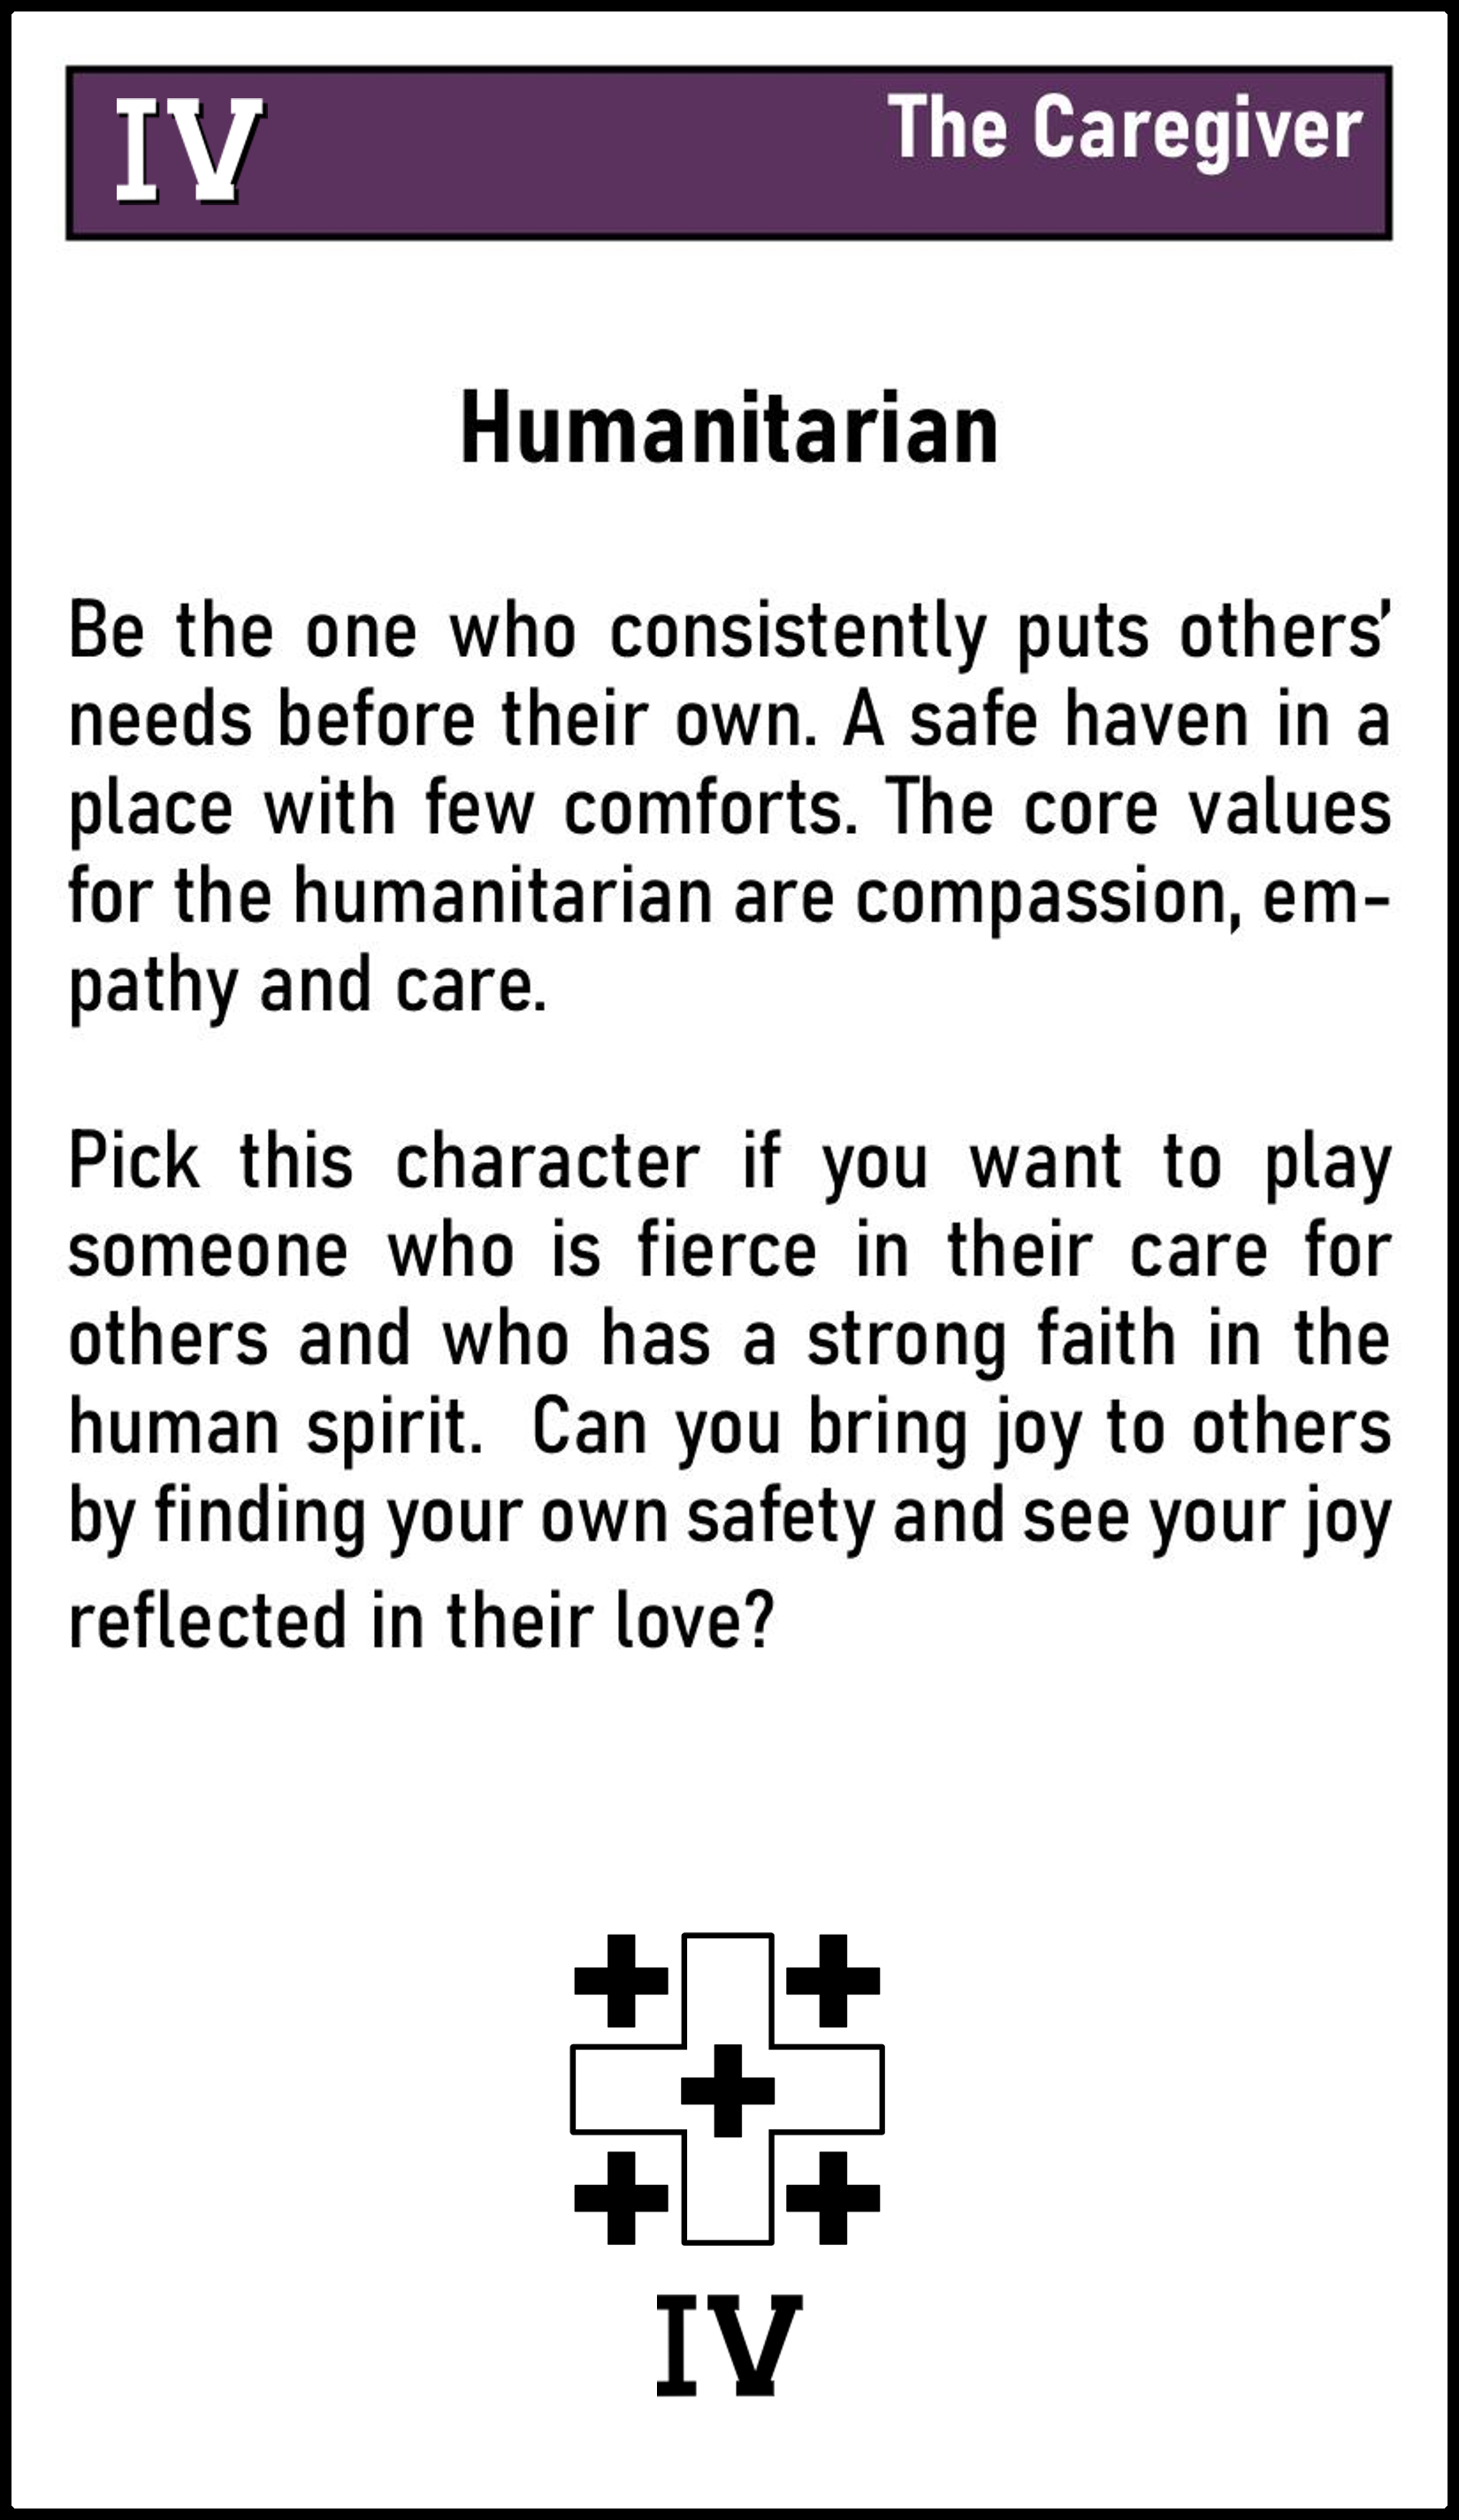 IV
The Caregiver
Humanitarian
Be the one who consistently puts others’
needs before their own. A safe haven in a
place with few comforts. The core values
for the humanitarian are compassion, em-
pathy and care.
Pick this character if you want to play
someone who is fierce in their care for
others and who has a strong faith in the
human spirit.  Can you bring joy to others
by finding your own safety and see your joy
reflected in their love?
IV